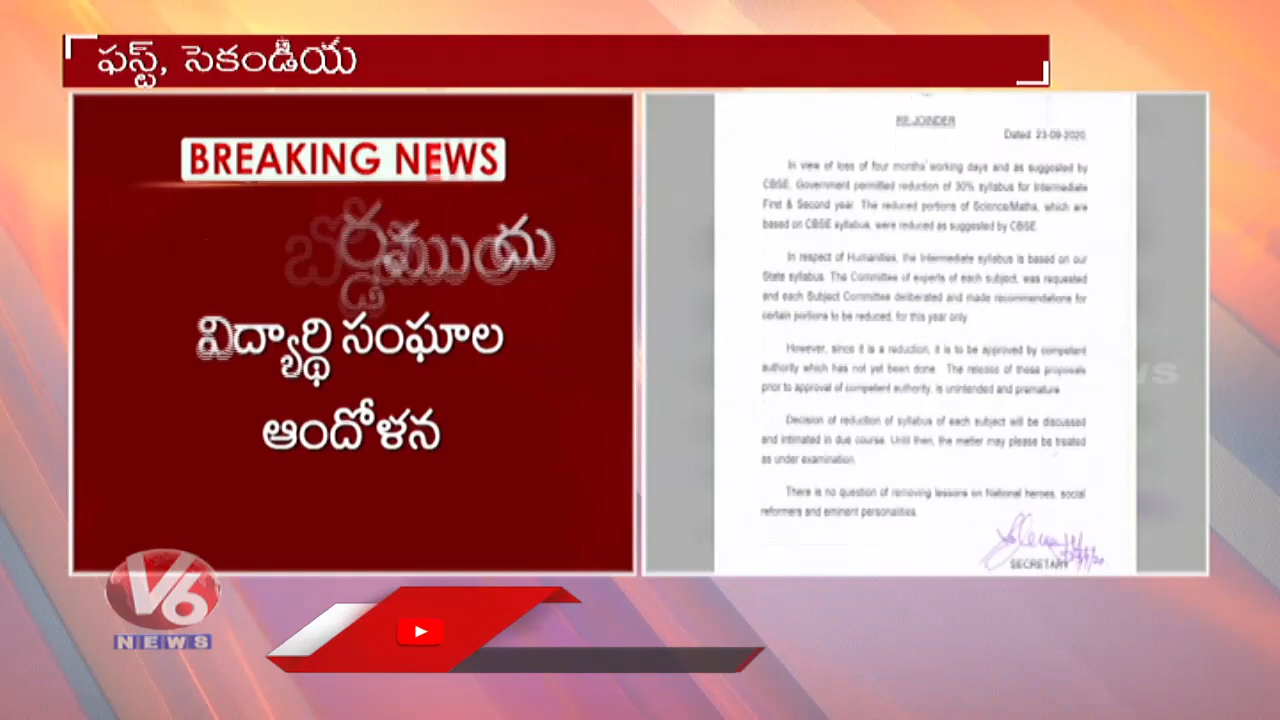 ఫస్ట్, సెకండియ
BREAKING NEWS
విద్యార్థి సంఘాల
ఆందోళన
REJOINDER
Dated: 23-09-2020.
In view of loss of four months' working days and as suggested by
CBSE, Government permitted reduction of 30% syllabus for Intermediate
First & Second year. The reduced portions of Science/Maths, which are
based on CBSE syllabus, were reduced as suggested by CBSE.
In respect of Humanities, the Intermediate syllabus is based on our
State syllabus. The Committee of experts of each subject, was requested
and each Subject Committee deliberated and made recommendations for
certain portions to be reduced, for this year only.
However, since it is a reduction, it is to be approved by competent
authority which has not yet been done. The release of these proposals
prior to approval of competent authority, is unintended and premature.
Decision of reduction of syllabus of each subject will be discussed
and intimated in due course. Until then, the matter may please be treated
as under examination.
There is no question of removing lessons on National heroes, social
reformers and eminent personalities.
SECRETARY
V6
NEWS